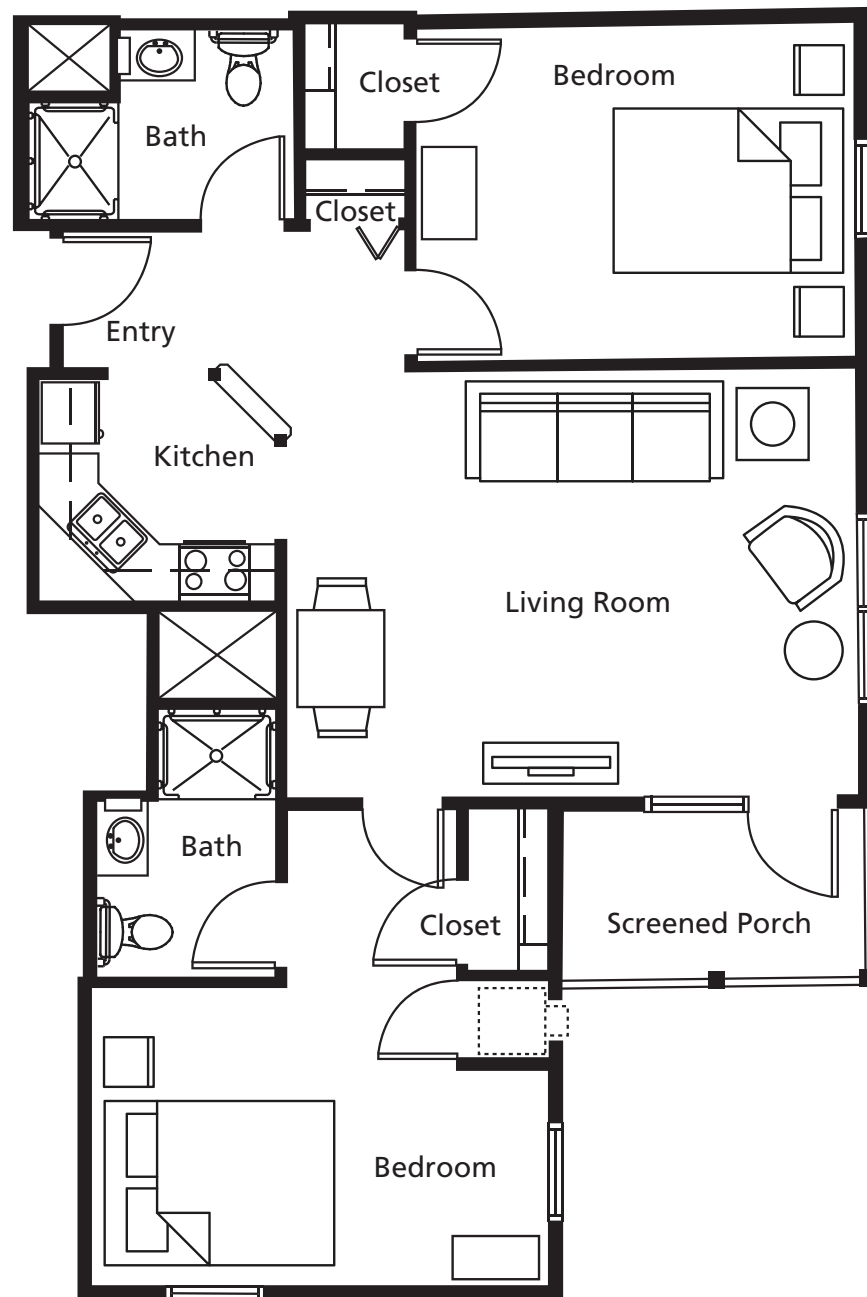 Closet
Bedroom
Bath
Closet
Entry
Kitchen
Living Room
Bath
Closet
Screened Porch
Bedroom